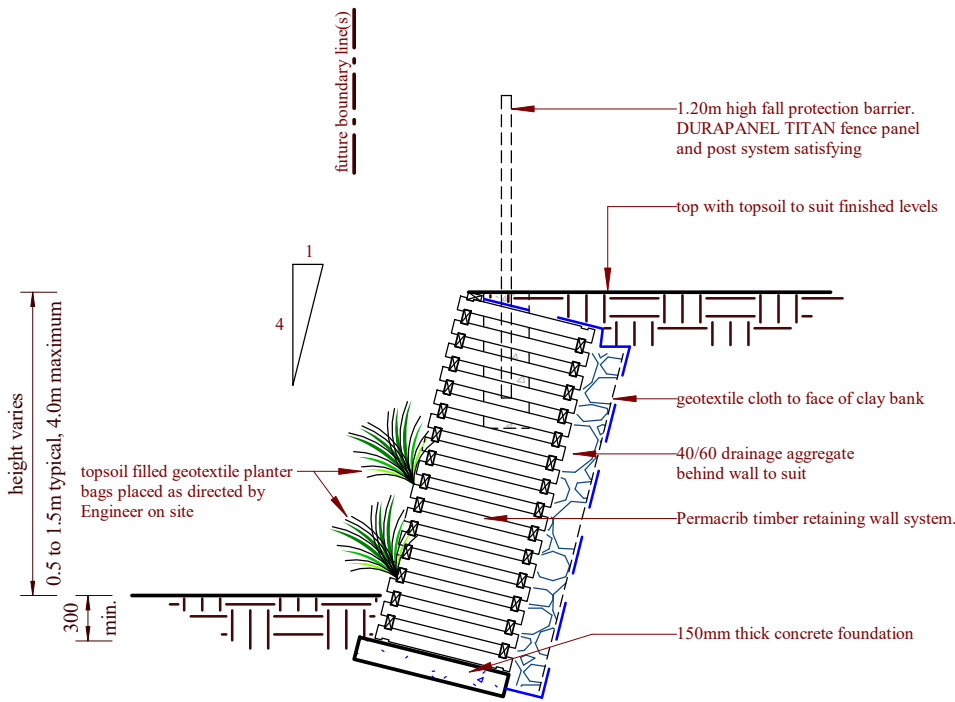 future boundary line(s)
1.20m high fall protection barrier.
DURAPANEL TITAN fence panel
and post system satisfying
top with topsoil to suit finished levels
1
4
geotextile cloth to face of clay bank
height varies
0.5 to 1.5m typical, 4.0m maximum
topsoil filled geotextile planter
bags placed as directed by
Engineer on site
40/60 drainage aggregate
behind wall to suit
Permacrib timber retaining wall system.
300
min.
150mm thick concrete foundation